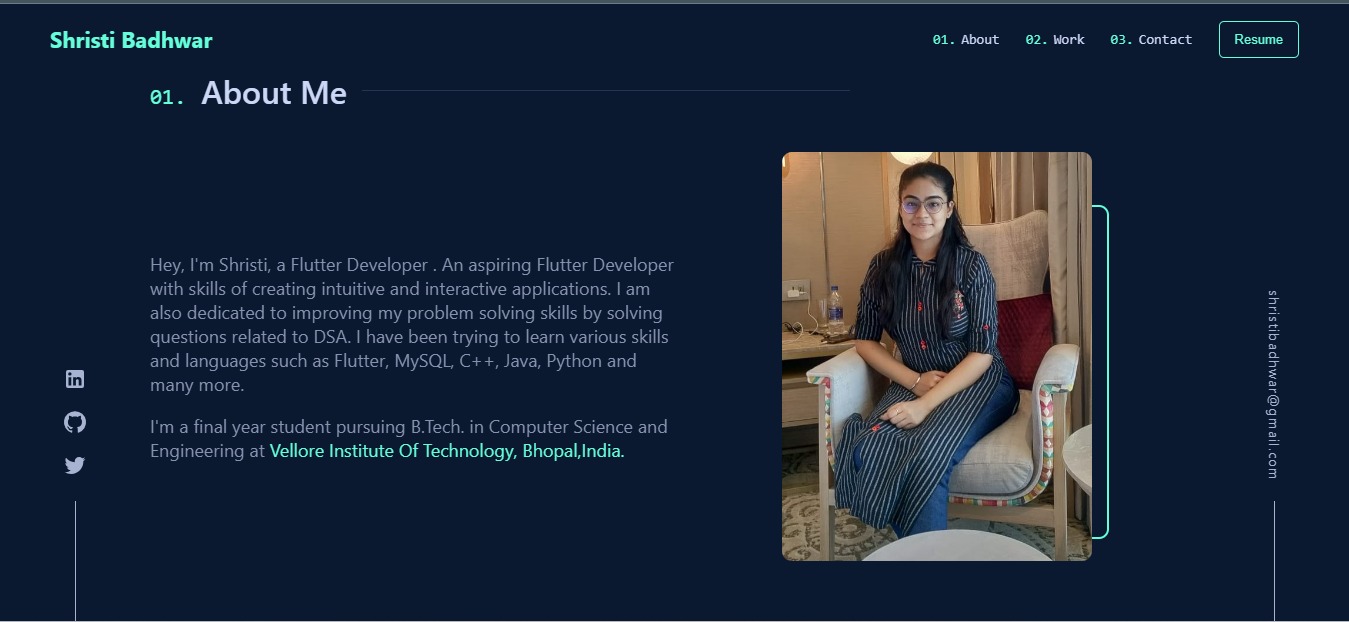 Shristi Badhwar
01. About 02. Work 03. Contact Resume
01. About Me
Hey, I'm Shristi, a Flutter Developer . An aspiring Flutter Developer
with skills of creating intuitive and interactive applications. I am
also dedicated to improving my problem solving skills by solving
questions related to DSA. I have been trying to learn various skills
and languages such as Flutter, MySQL, C++, Java, Python and
many more.
I'm a final year student pursuing B.Tech. in Computer Science and
Engineering at Vellore Institute Of Technology, Bhopal,India.
shristibadhwar@gmail.com